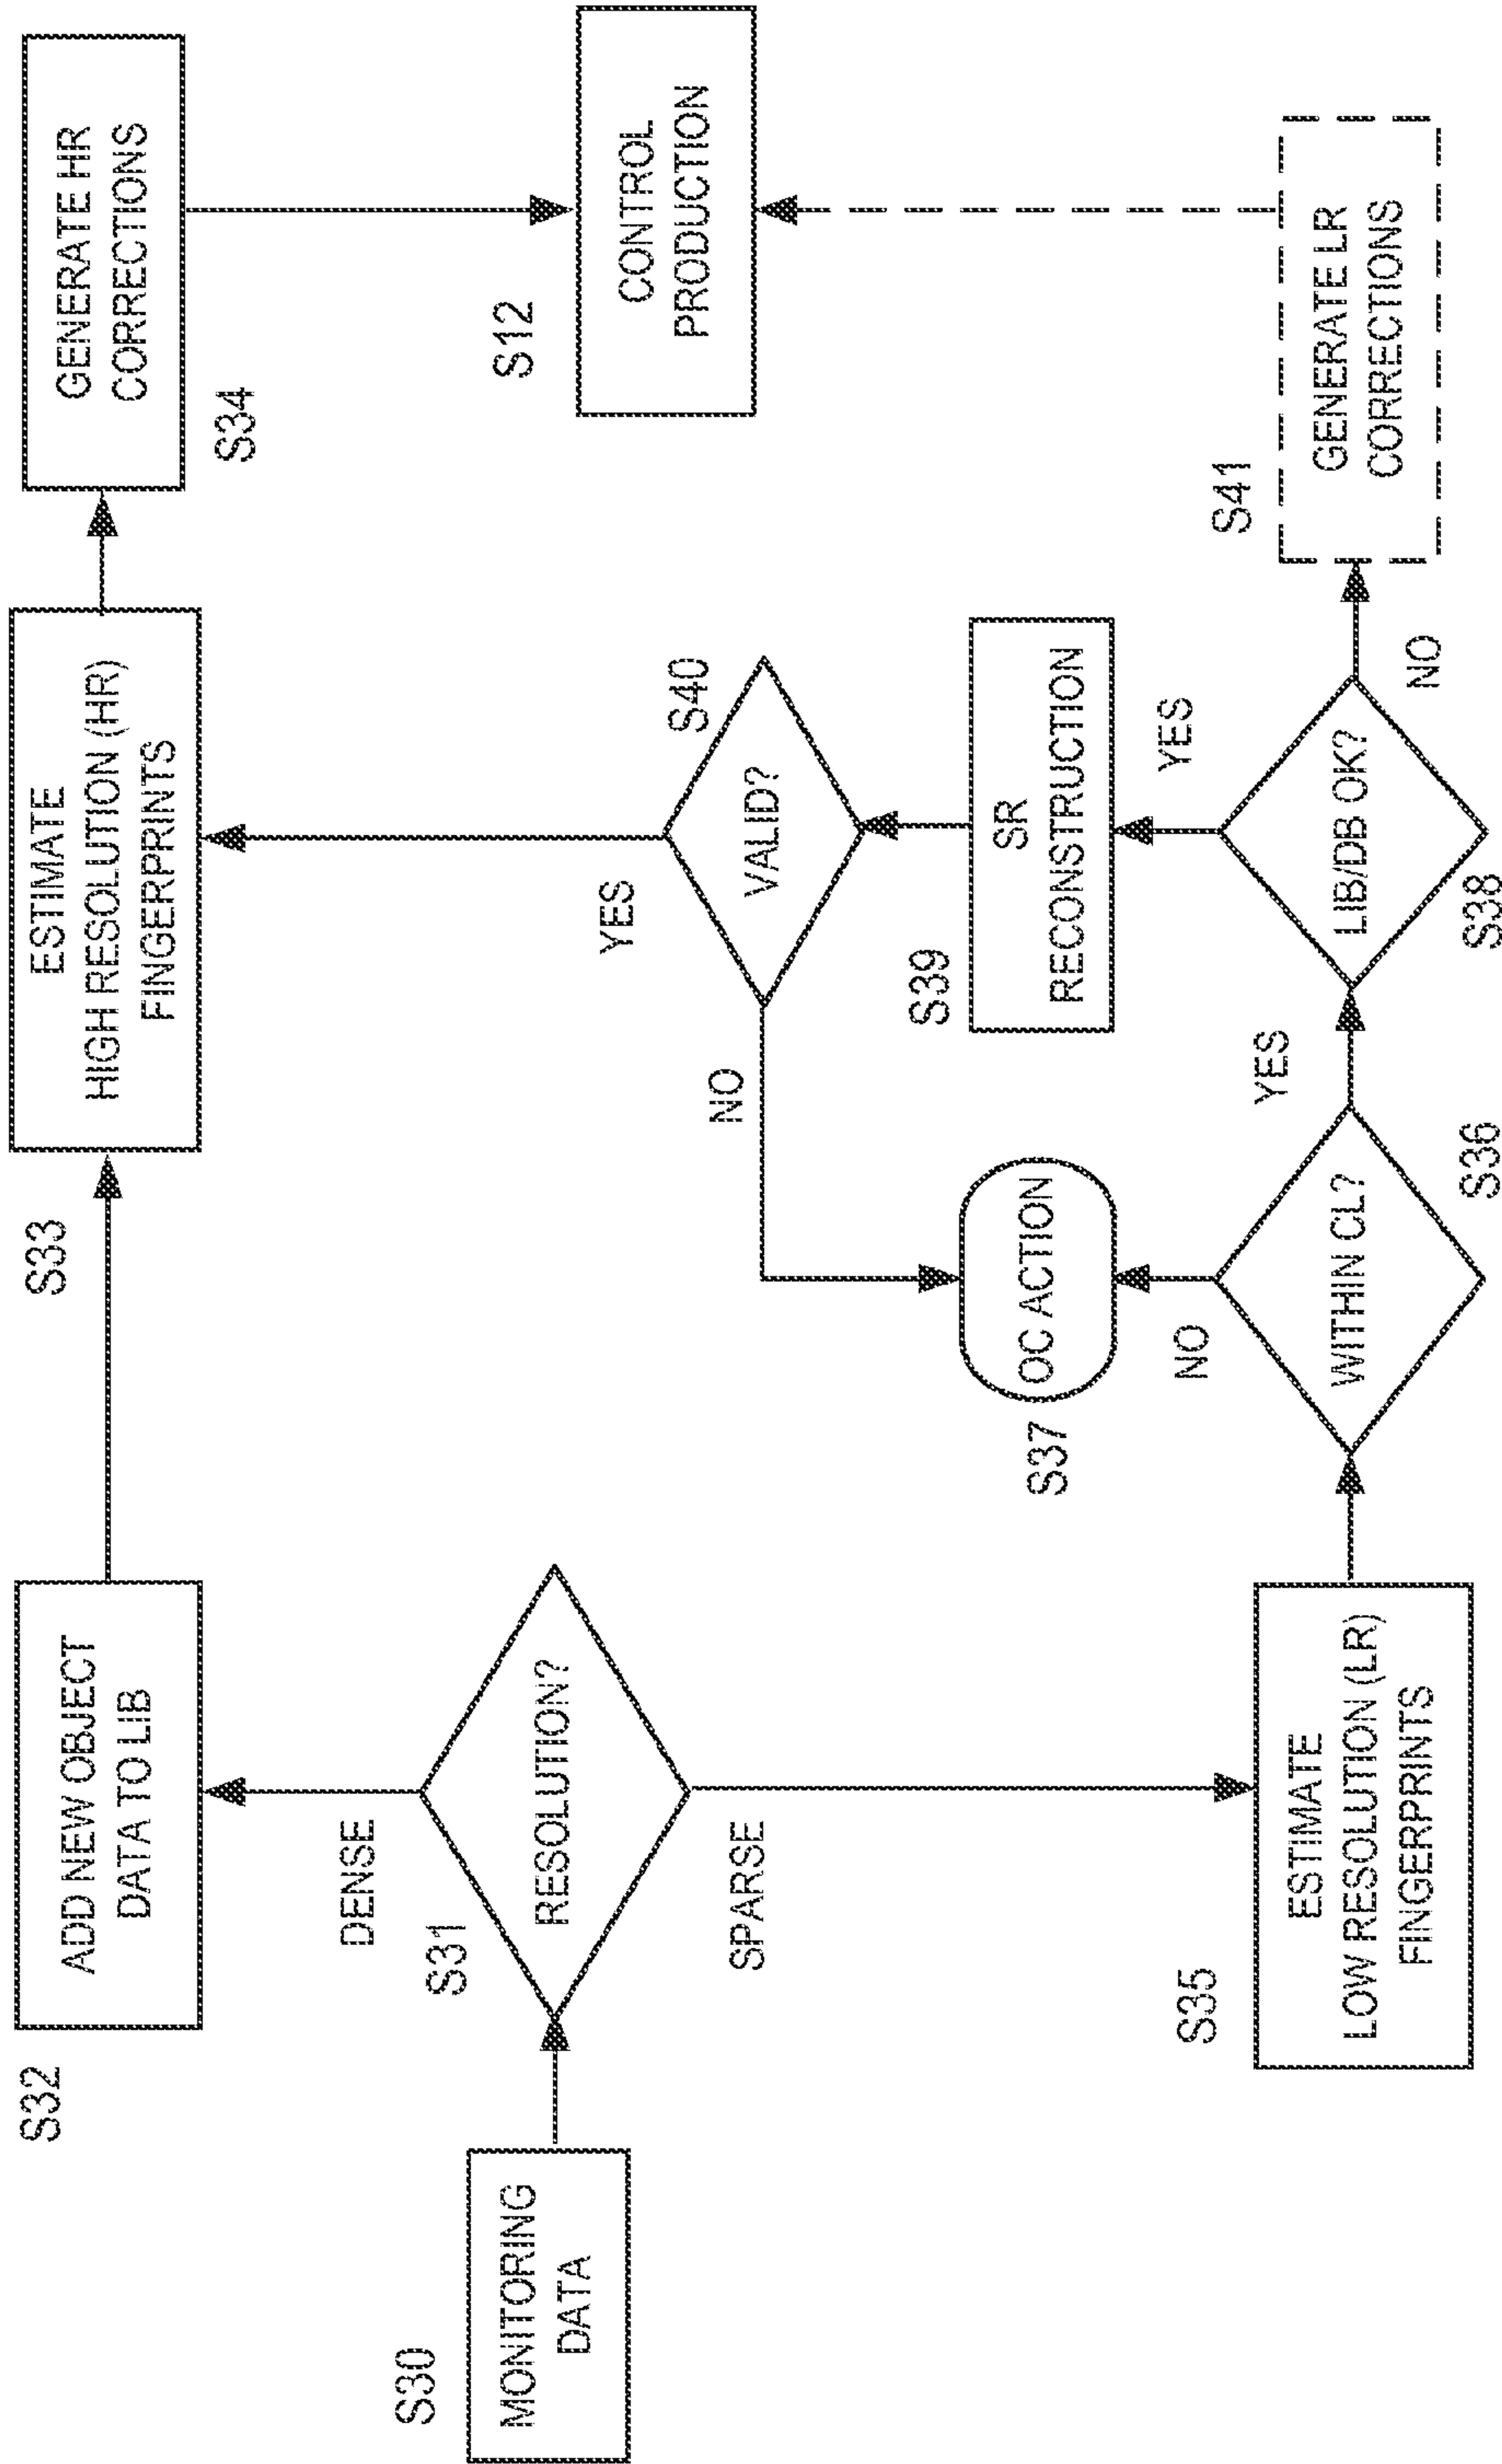 S32
ADD NEW OBJECT
DATA TO LIB
S33
ESTIMATE
HIGH RESOLUTION (HR)
FINGERPRINTS
GENERATE HR
CORRECTIONS
S34
S30
MONITORING
DATA
DENSE
S31
RESOLUTION?
SPARSE
S12
CONTROL
PRODUCTION
YES
S40
VALID?
NO
S39
SR
RECONSTRUCTION
S37
OC ACTION
NO
YES
S35
ESTIMATE
LOW RESOLUTION (LR)
FINGERPRINTS
WITHIN CL?
S36
YES
LIB/DB OK?
S38
NO
S41
GENERATE LR
CORRECTIONS